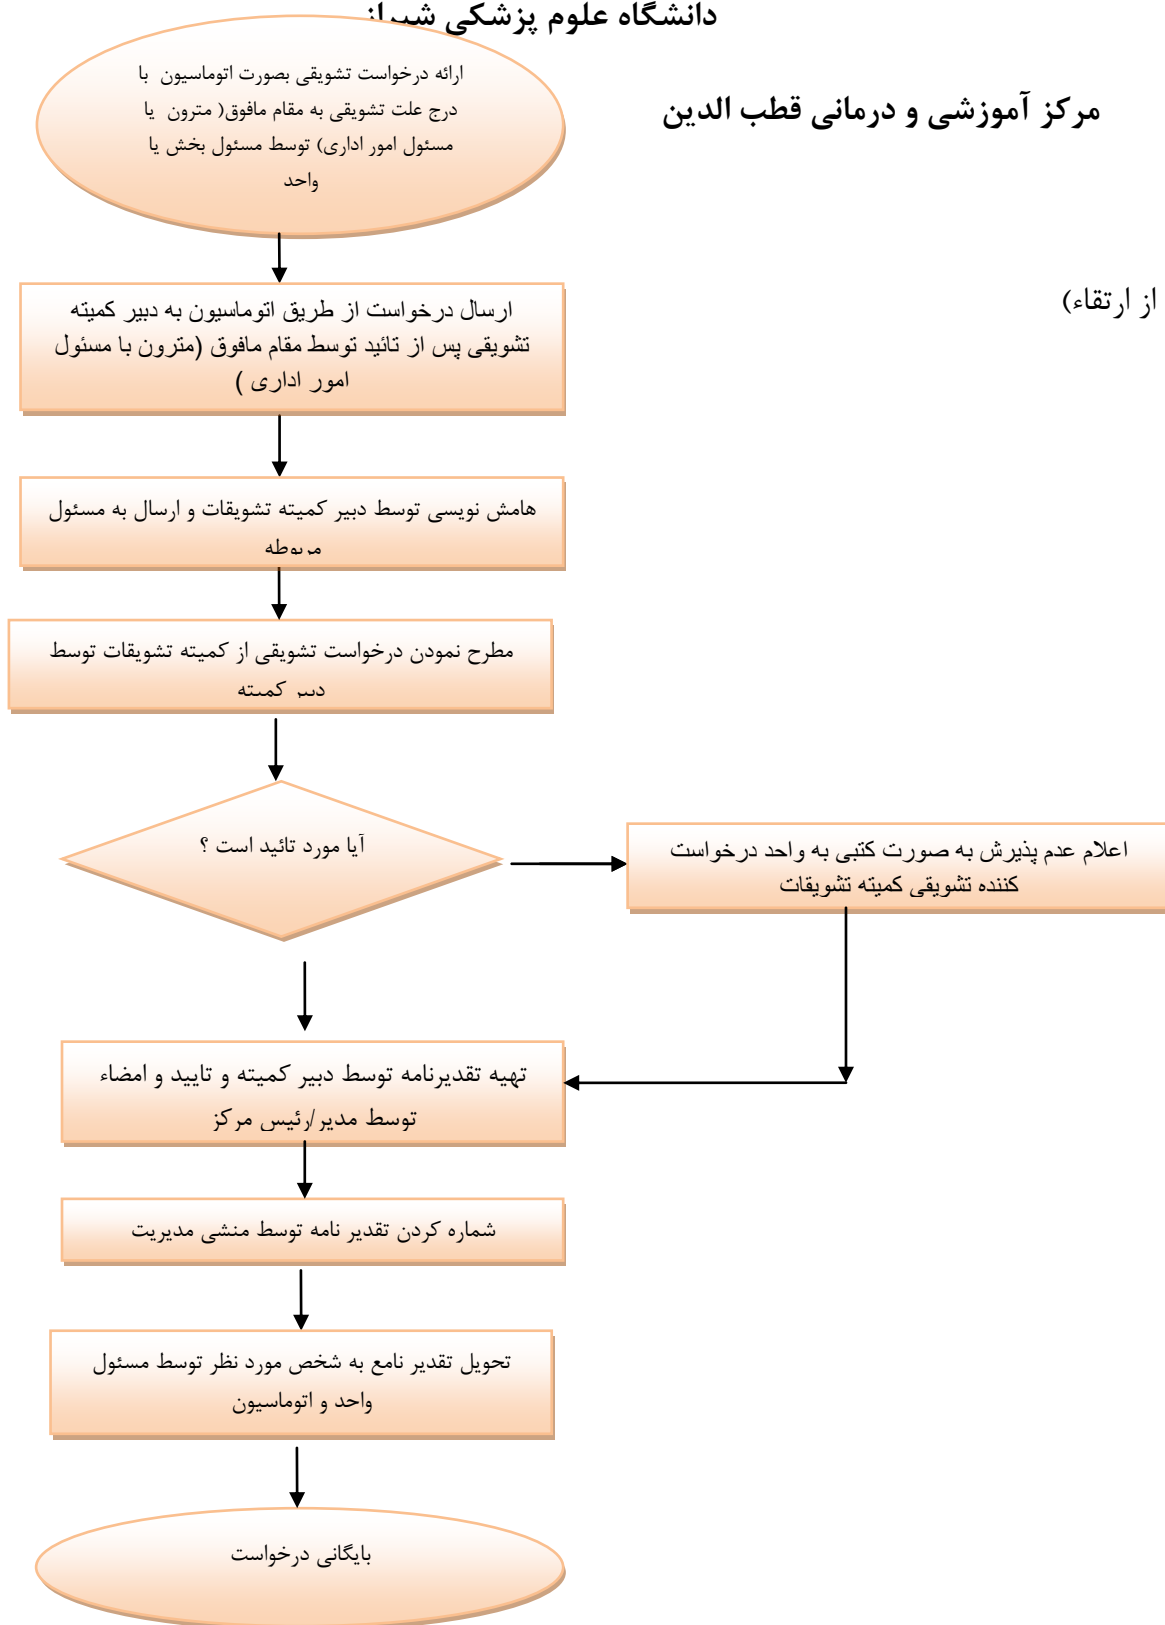 دانشگاه علوم پزشکی شیراز
ارائه درخواست تشویقی بصورت اتوماسیون با
درج علت تشویقی به مقام مافوق( مترون یا
مسئول امور اداری) توسط مسئول بخش یا
واحد
مرکز آموزشی و درمانی قطب الدین
از ارتقاء)
ارسال درخواست از طریق اتوماسیون به دبیر کمیته
تشویقی پس از تائید توسط مقام مافوق (مترون با مسئول
امور اداری )
هامش نویسی توسط دبیر کمیته تشویقات و ارسال به مسئول
مربوطه
مطرح نمودن درخواست تشویقی از کمیته تشویقات توسط
دبیر کمیته
آیا مورد تائید است ؟
اعلام عدم پذیرش به صورت کتبی به واحد درخواست
کننده تشویقی کمیته تشویقات
تهیه تقدیرنامه توسط دبیر کمیته و تایید و امضاء
توسط مدیر/رئیس مرکز
شماره کردن تقدیر نامه توسط منشی مدیریت
تحویل تقدیر نامع به شخص مورد نظر توسط مسئول
واحد و اتوماسیون
بایگانی درخواست